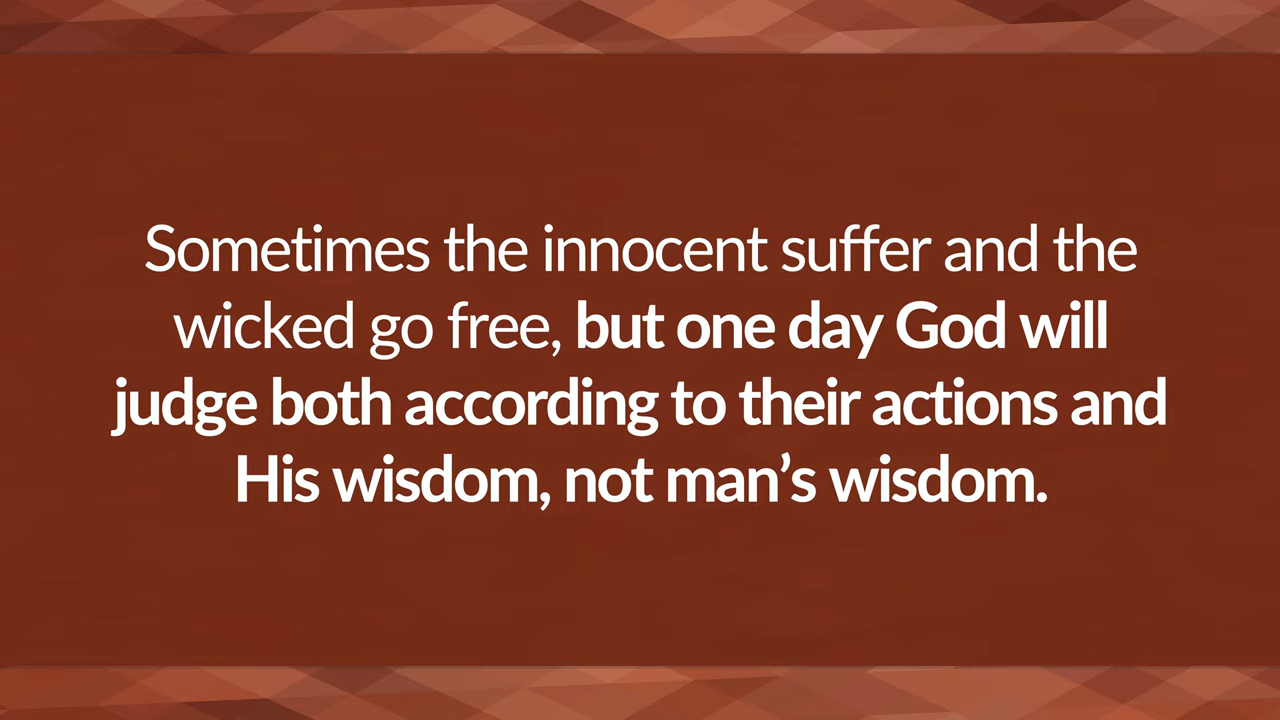 Sometimes the innocent suffer and the
wicked go free, but one day God will
judge both according to their actions and
His wisdom, not man’s wisdom.